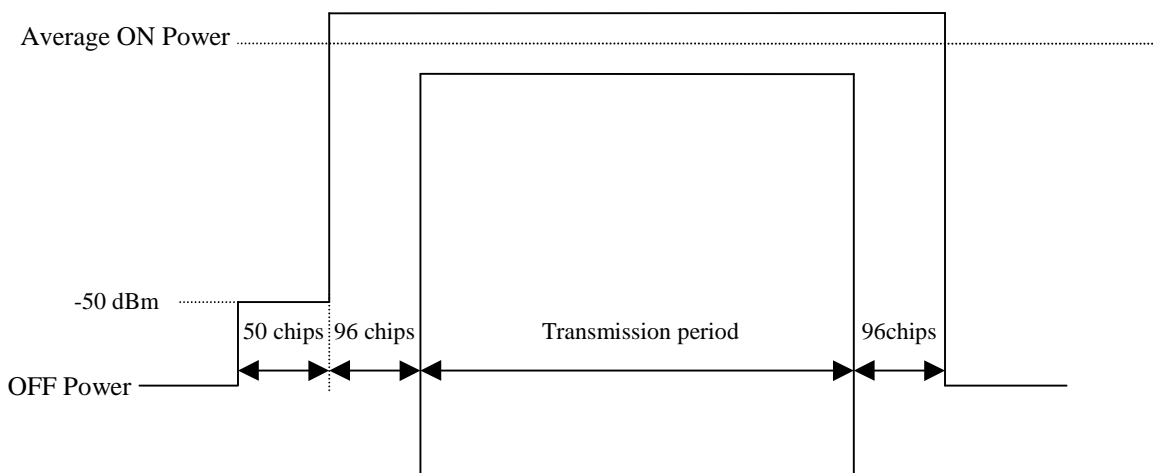 Average ON Power
-50 dBm
50 chips 96 chips Transmission period 96chips
OFF Power